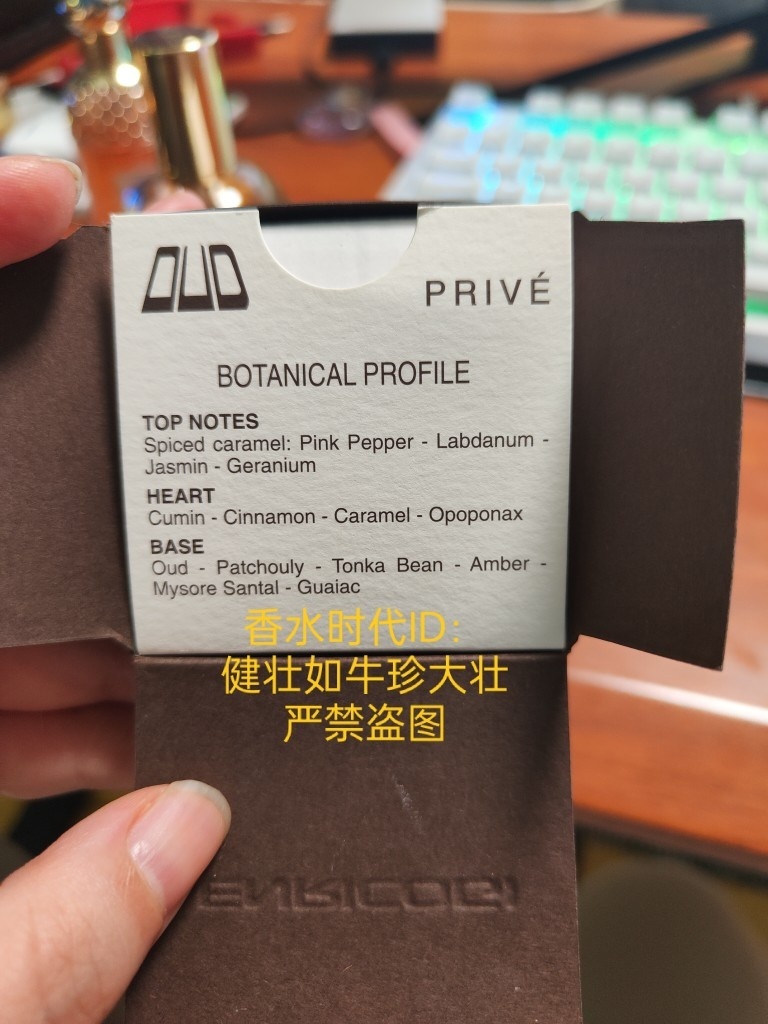 OUD
PRIVÉ
BOTANICAL PROFILE
TOP NOTES
Spiced caramel: Pink Pepper - Labdanum -
Jasmin - Geranium
HEART
Cumin - Cinnamon - Caramel - Opoponax
BASE
Oud - Patchouly - Tonka Bean - Amber -
Mysore Santal - Guaiac
香水时代ID：
健壮如牛珍大壮
严禁盗图
ENRICOGI